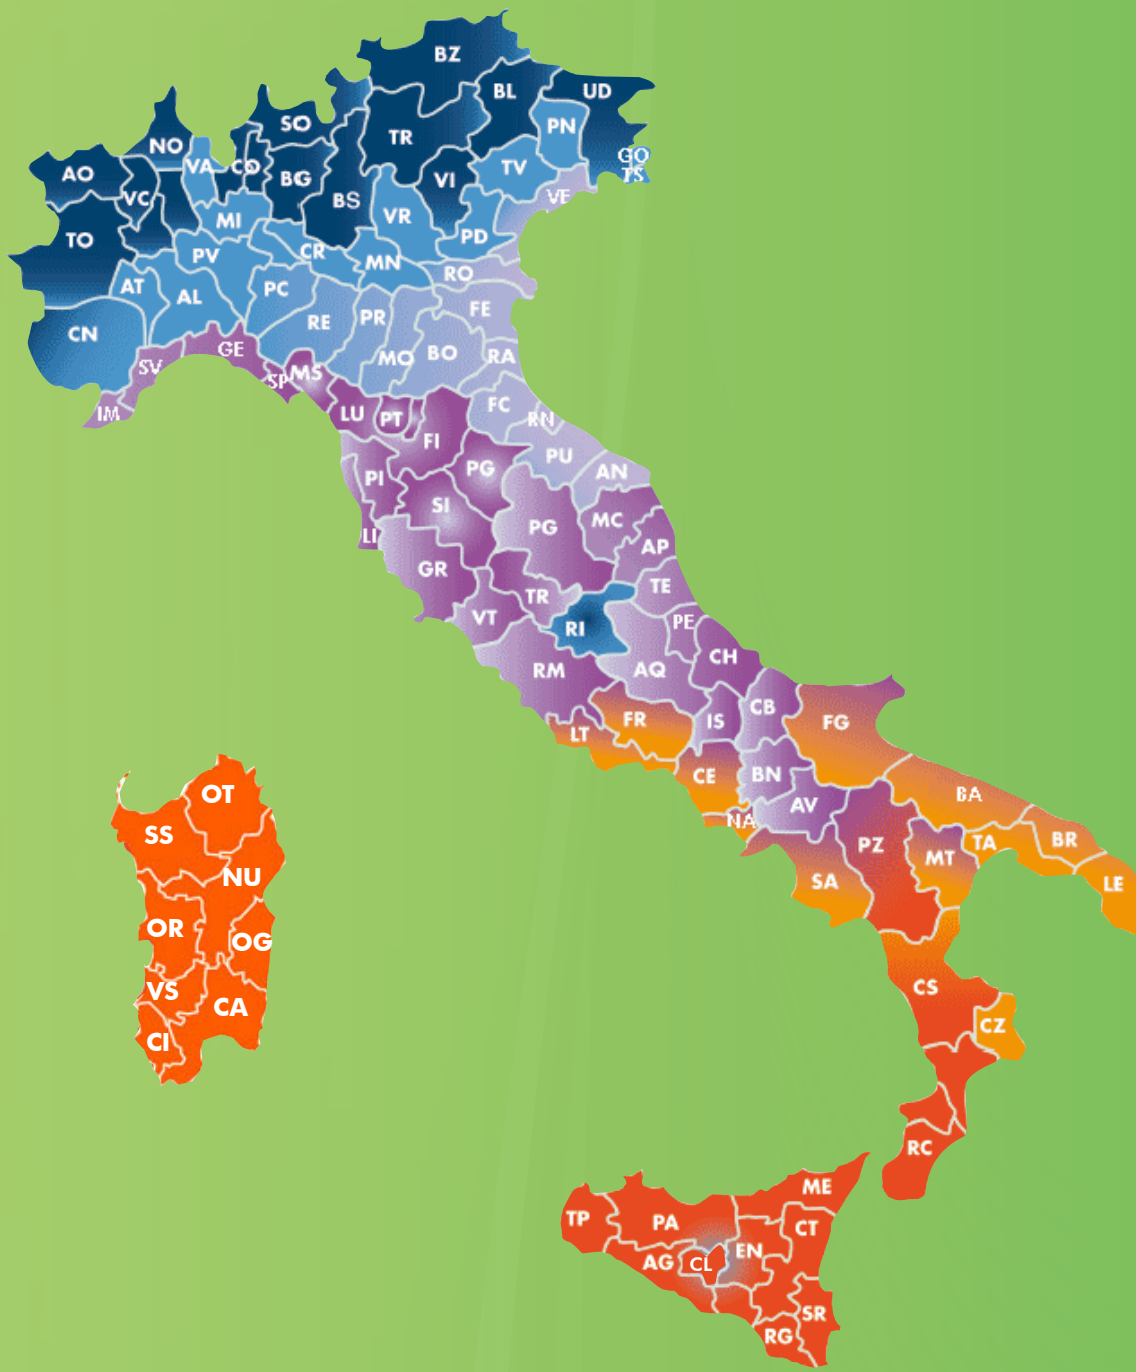 BZ
BL
UD
SO
TR
PN
NO
VA
CO
BG
GO
AO
VI
TV
TS
VC
BS
VE
MI
VR
TO
PD
PV
CR
MN
RO
AT
AL
PC
FE
CN
RE
PR
GE
MO
BO
RA
SV
SP
MS
IM
LU
PT
FC
RN
FI
PU
PI
PG
AN
SI
MC
PG
LI
AP
GR
TR
TE
VT
RI
PE
RM
AQ
CH
LT
FR
IS
CB
FG
CE
BN
AV
BA
NA
PZ
MT
TA
BR
SA
LE
OT
SS
NU
OR
OG
VS
CA
CI
CS
CZ
RC
ME
TP
PA
CT
AG
CL
EN
SR
RG